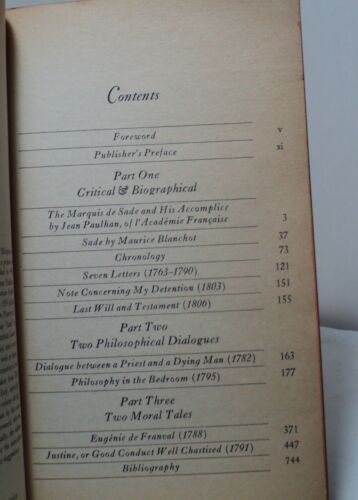 Contents
Foreword v
Publisher's Preface xi
Part One
Critical & Biographical
The Marquis de Sade and His Accomplice
by Jean Paulhan, of l'Académie Française 3
Sade by Maurice Blanchot 37
Chronology 73
Seven Letters (1763-1790) 121
Note Concerning My Detention (1803) 151
Last Will and Testament (1806) 155
Part Two
Two Philosophical Dialogues
Dialogue between a Priest and a Dying Man (1782) 163
Philosophy in the Bedroom (1795) 177
Part Three
Two Moral Tales
Eugénie de Franval (1788) 371
Justine, or Good Conduct Well Chastised (1791) 447
Bibliography 744